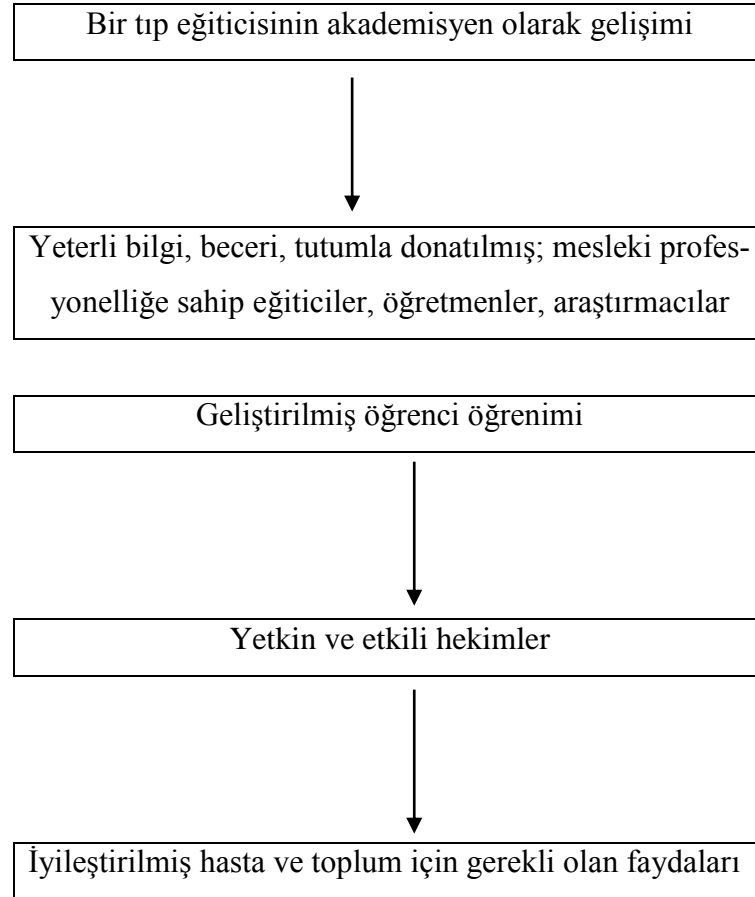 Bir tıp eğiticisinin akademisyen olarak gelişimi
Yeterli bilgi, beceri, tutumla donatılmış; mesleki profes-
yonelliğe sahip eğiticiler, öğretmenler, araştırmacılar
Geliştirilmiş öğrenci öğrenimi
Yetkin ve etkili hekimler
İyileştirilmiş hasta ve toplum için gerekli olan faydaları